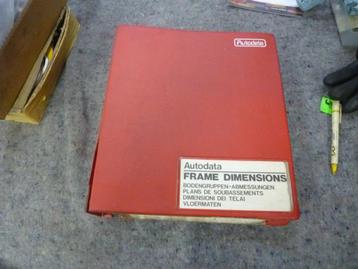 Autodata
Autodata
FRAME DIMENSIONS
BODENGRUPPEN-ABMESSUNGEN
PLANS DE SOUBASSEMENTS
DIMENSIONI DEI TELAI
VLOERMATEN